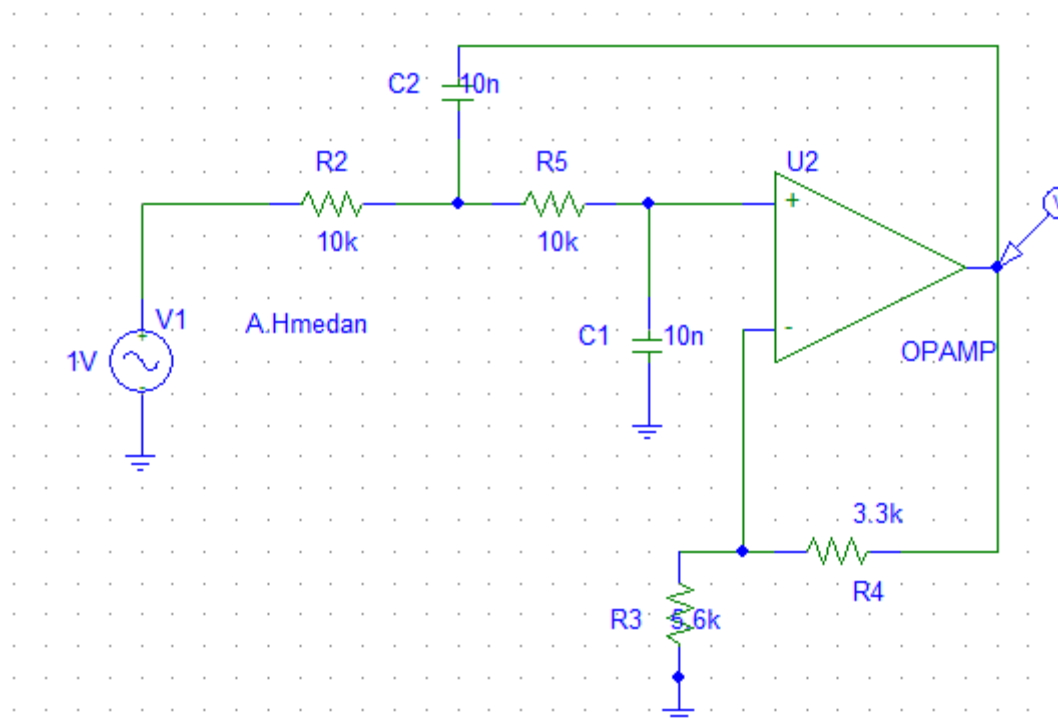 C2
10n
R2
10k
R5
10k
U2
+
-
OPAMP
V1
+
-
1V
A.Hmedan
C1
10n
3.3k
R4
R3
5.6k
V